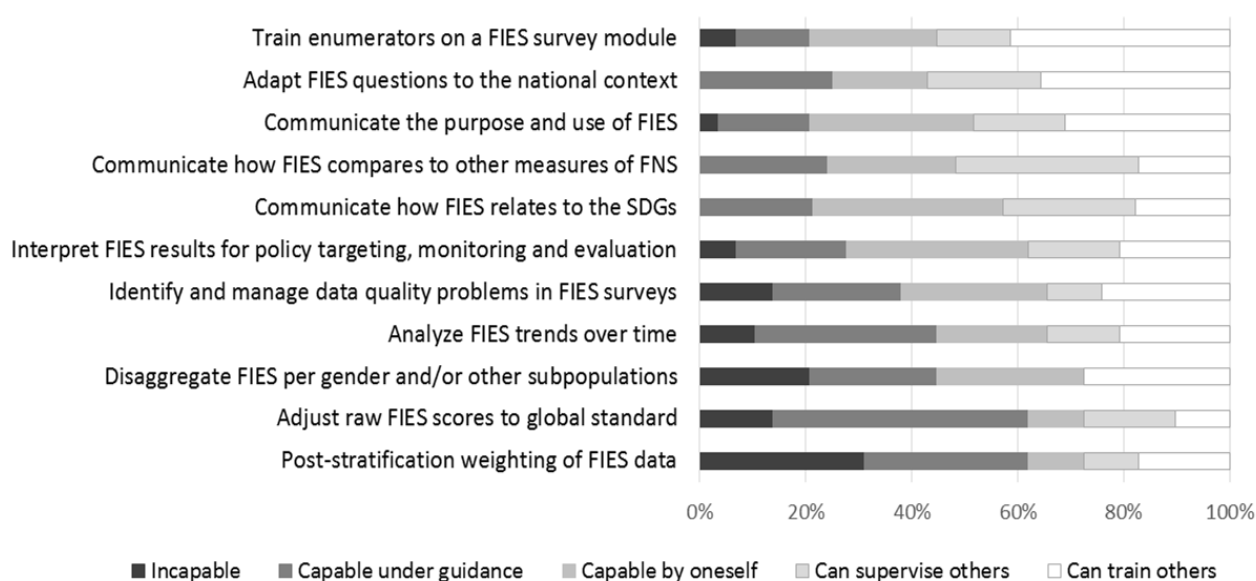 Train enumerators on a FIES survey module
Adapt FIES questions to the national context
Communicate the purpose and use of FIES
Communicate how FIES compares to other measures of FNS
Communicate how FIES relates to the SDGs
Interpret FIES results for policy targeting, monitoring and evaluation
Identify and manage data quality problems in FIES surveys
Analyze FIES trends over time
Disaggregate FIES per gender and/or other subpopulations
Adjust raw FIES scores to global standard
Post-stratification weighting of FIES data
0% 20% 40% 60% 80% 100%
Incapable Capable under guidance Capable by oneself Can supervise others Can train others